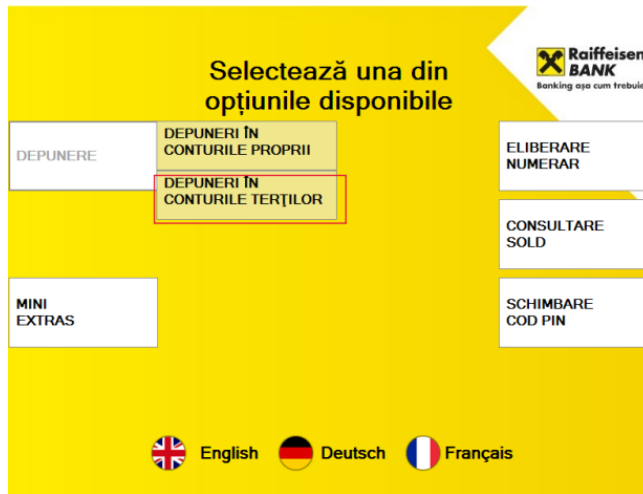 Selectează una din
opțiunile disponibile
Raiffeisen
BANK
Banking așa cum trebuie
DEPUNERE
DEPUNERI ÎN
CONTURILE PROPRII
DEPUNERI ÎN
CONTURILE TERŢILOR
ELIBERARE
NUMERAR
CONSULTARE
SOLD
MINI
EXTRAS
SCHIMBARE
COD PIN
English
Deutsch
Français